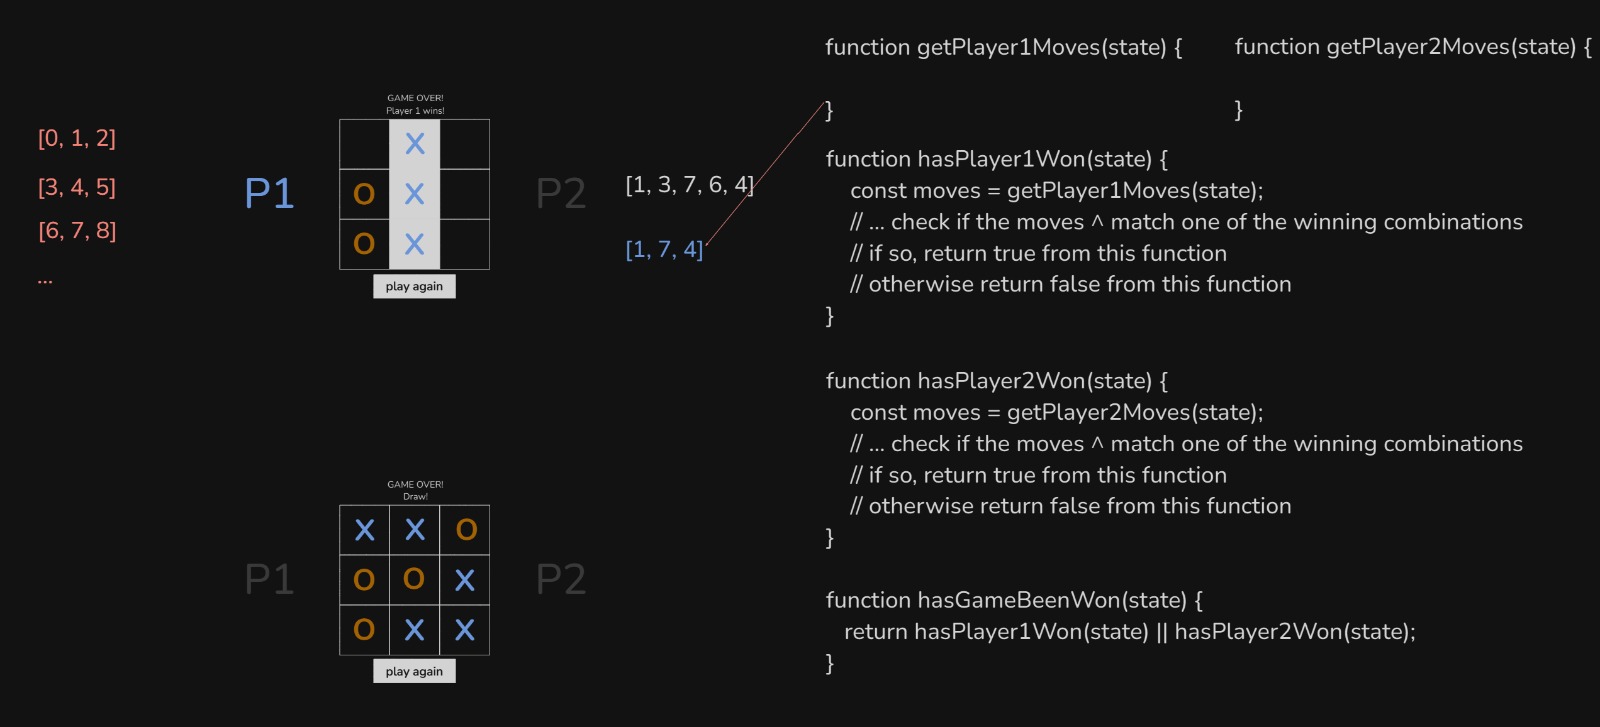 [0, 1, 2]
[3, 4, 5]
[6, 7, 8]
...
P1
GAME OVER!
Player 1 wins!
X
O X
O X
play again
P2
[1, 3, 7, 6, 4]
[1, 7, 4]
P1
GAME OVER!
Draw!
X X O
O O X
O X X
play again
P2
function getPlayer1Moves(state) {
}
function getPlayer2Moves(state) {
}
function hasPlayer1Won(state) {
const moves = getPlayer1Moves(state);
// ... check if the moves ^ match one of the winning combinations
// if so, return true from this function
// otherwise return false from this function
}
function hasPlayer2Won(state) {
const moves = getPlayer2Moves(state);
// ... check if the moves ^ match one of the winning combinations
// if so, return true from this function
// otherwise return false from this function
}
function hasGameBeenWon(state) {
return hasPlayer1Won(state) || hasPlayer2Won(state);
}